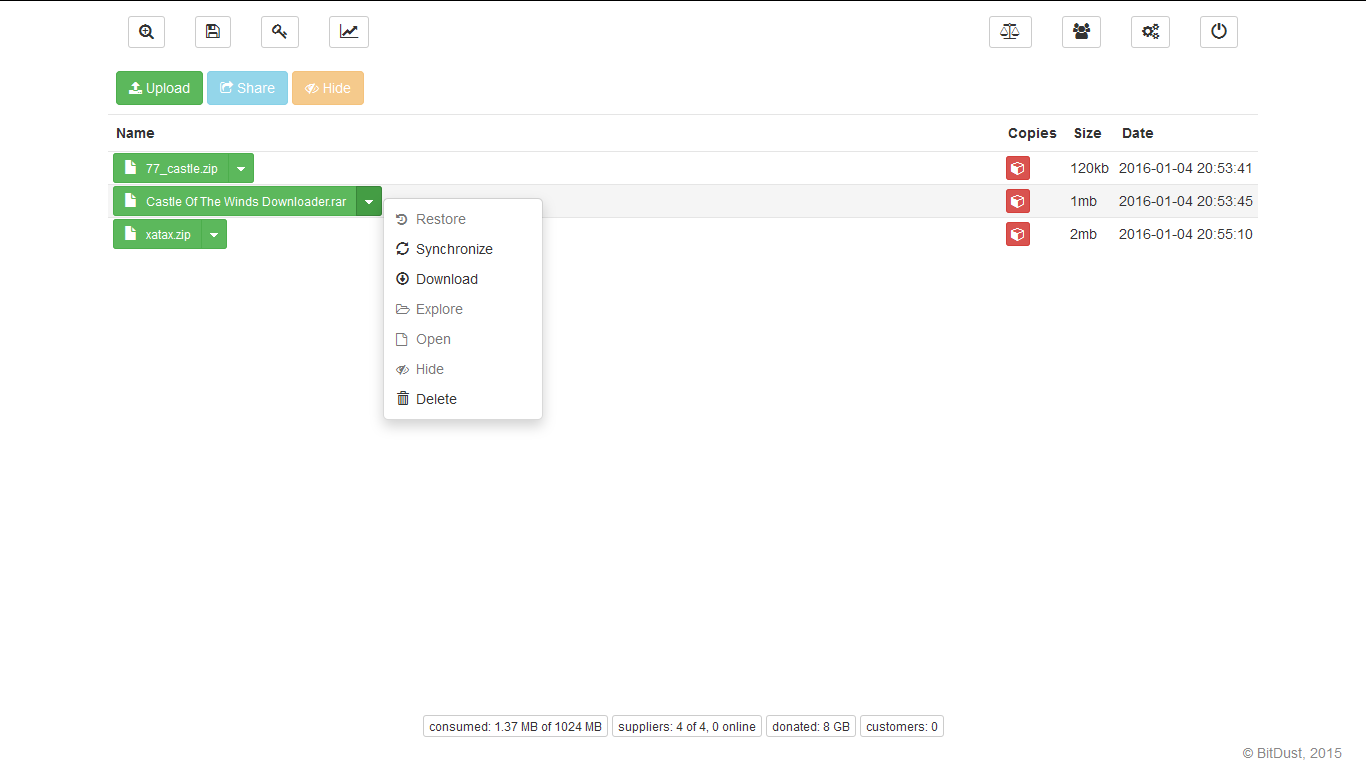 Upload Share Hide
Name Copies Size Date
77_castle.zip 120kb 2016-01-04 20:53:41
Castle Of The Winds Downloader.rar 1mb 2016-01-04 20:53:45
xatax.zip 2mb 2016-01-04 20:55:10
Restore
Synchronize
Download
Explore
Open
Hide
Delete
consumed: 1.37 MB of 1024 MB suppliers: 4 of 4, 0 online donated: 8 GB customers: 0
© BitDust, 2015